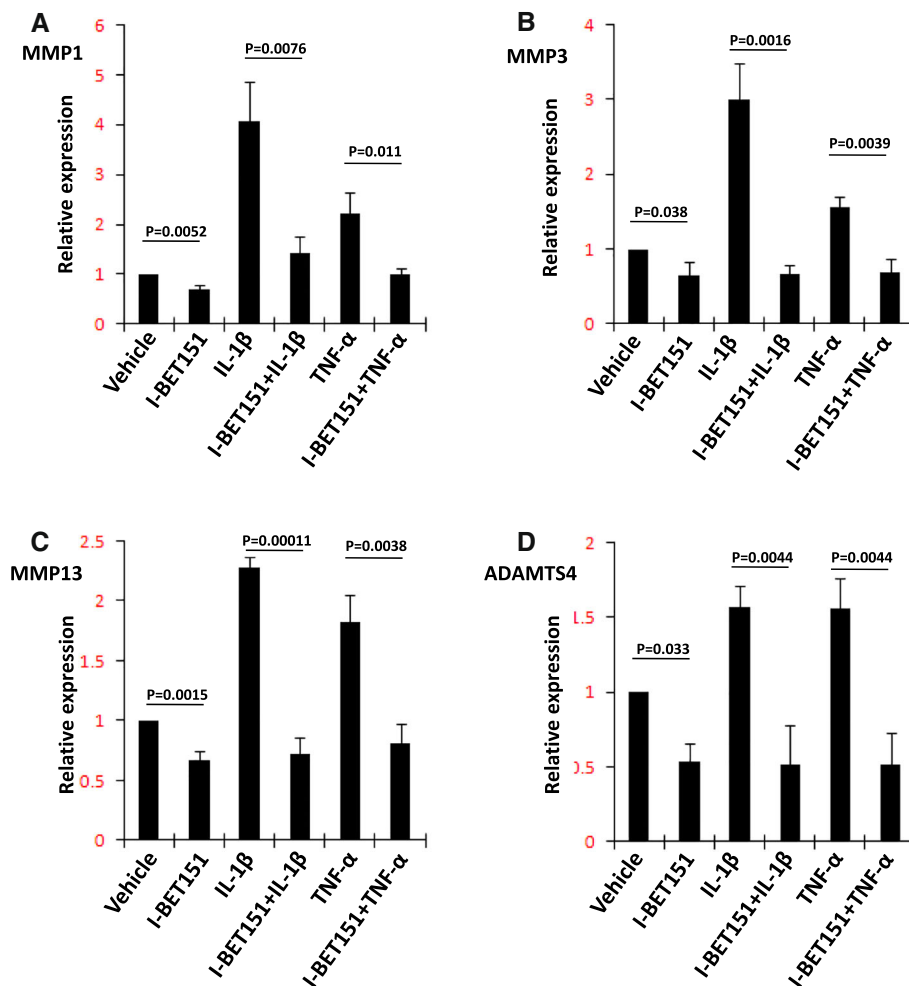 A
MMP1
Relative expression
6
5
4
3
2
1
0
P=0.0052
P=0.0076
P=0.011
Vehicle
I-BET151
IL-1β
I-BET151+IL-1β
TNF-α
I-BET151+TNF-α
B
MMP3
Relative expression
4
3
2
1
0
P=0.038
P=0.0016
P=0.0039
Vehicle
I-BET151
IL-1β
I-BET151+IL-1β
TNF-α
I-BET151+TNF-α
C
MMP13
Relative expression
2.5
2
1.5
1
0.5
0
P=0.0015
P=0.00011
P=0.0038
Vehicle
I-BET151
IL-1β
I-BET151+IL-1β
TNF-α
I-BET151+TNF-α
D
ADAMTS4
Relative expression
2
1.5
1
0.5
0
P=0.033
P=0.0044
P=0.0044
Vehicle
I-BET151
IL-1β
I-BET151+IL-1β
TNF-α
I-BET151+TNF-α